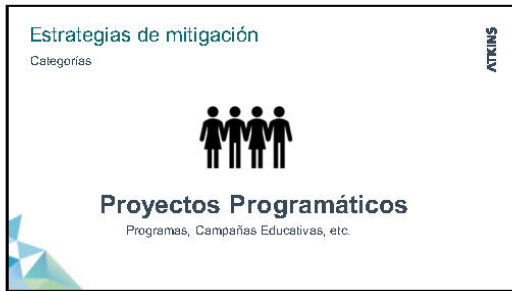 Estrategias de mitigación
Categorías
ATKINS
Proyectos Programáticos
Programas, Campañas Educativas, etc.